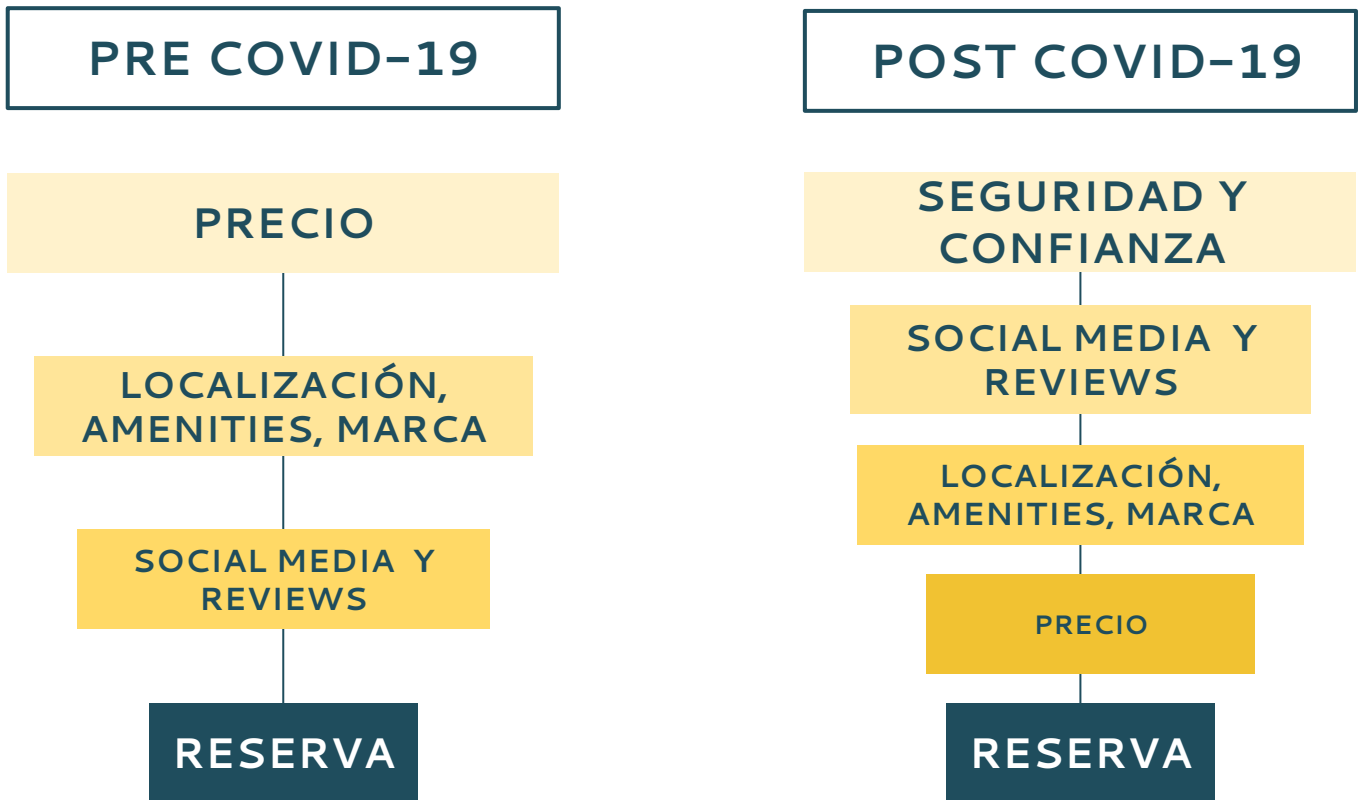 PRE COVID-19
PRECIO
LOCALIZACIÓN,
AMENITIES, MARCA
SOCIAL MEDIA Y
REVIEWS
RESERVA
POST COVID-19
SEGURIDAD Y
CONFIANZA
SOCIAL MEDIA Y
REVIEWS
LOCALIZACIÓN,
AMENITIES, MARCA
PRECIO
RESERVA